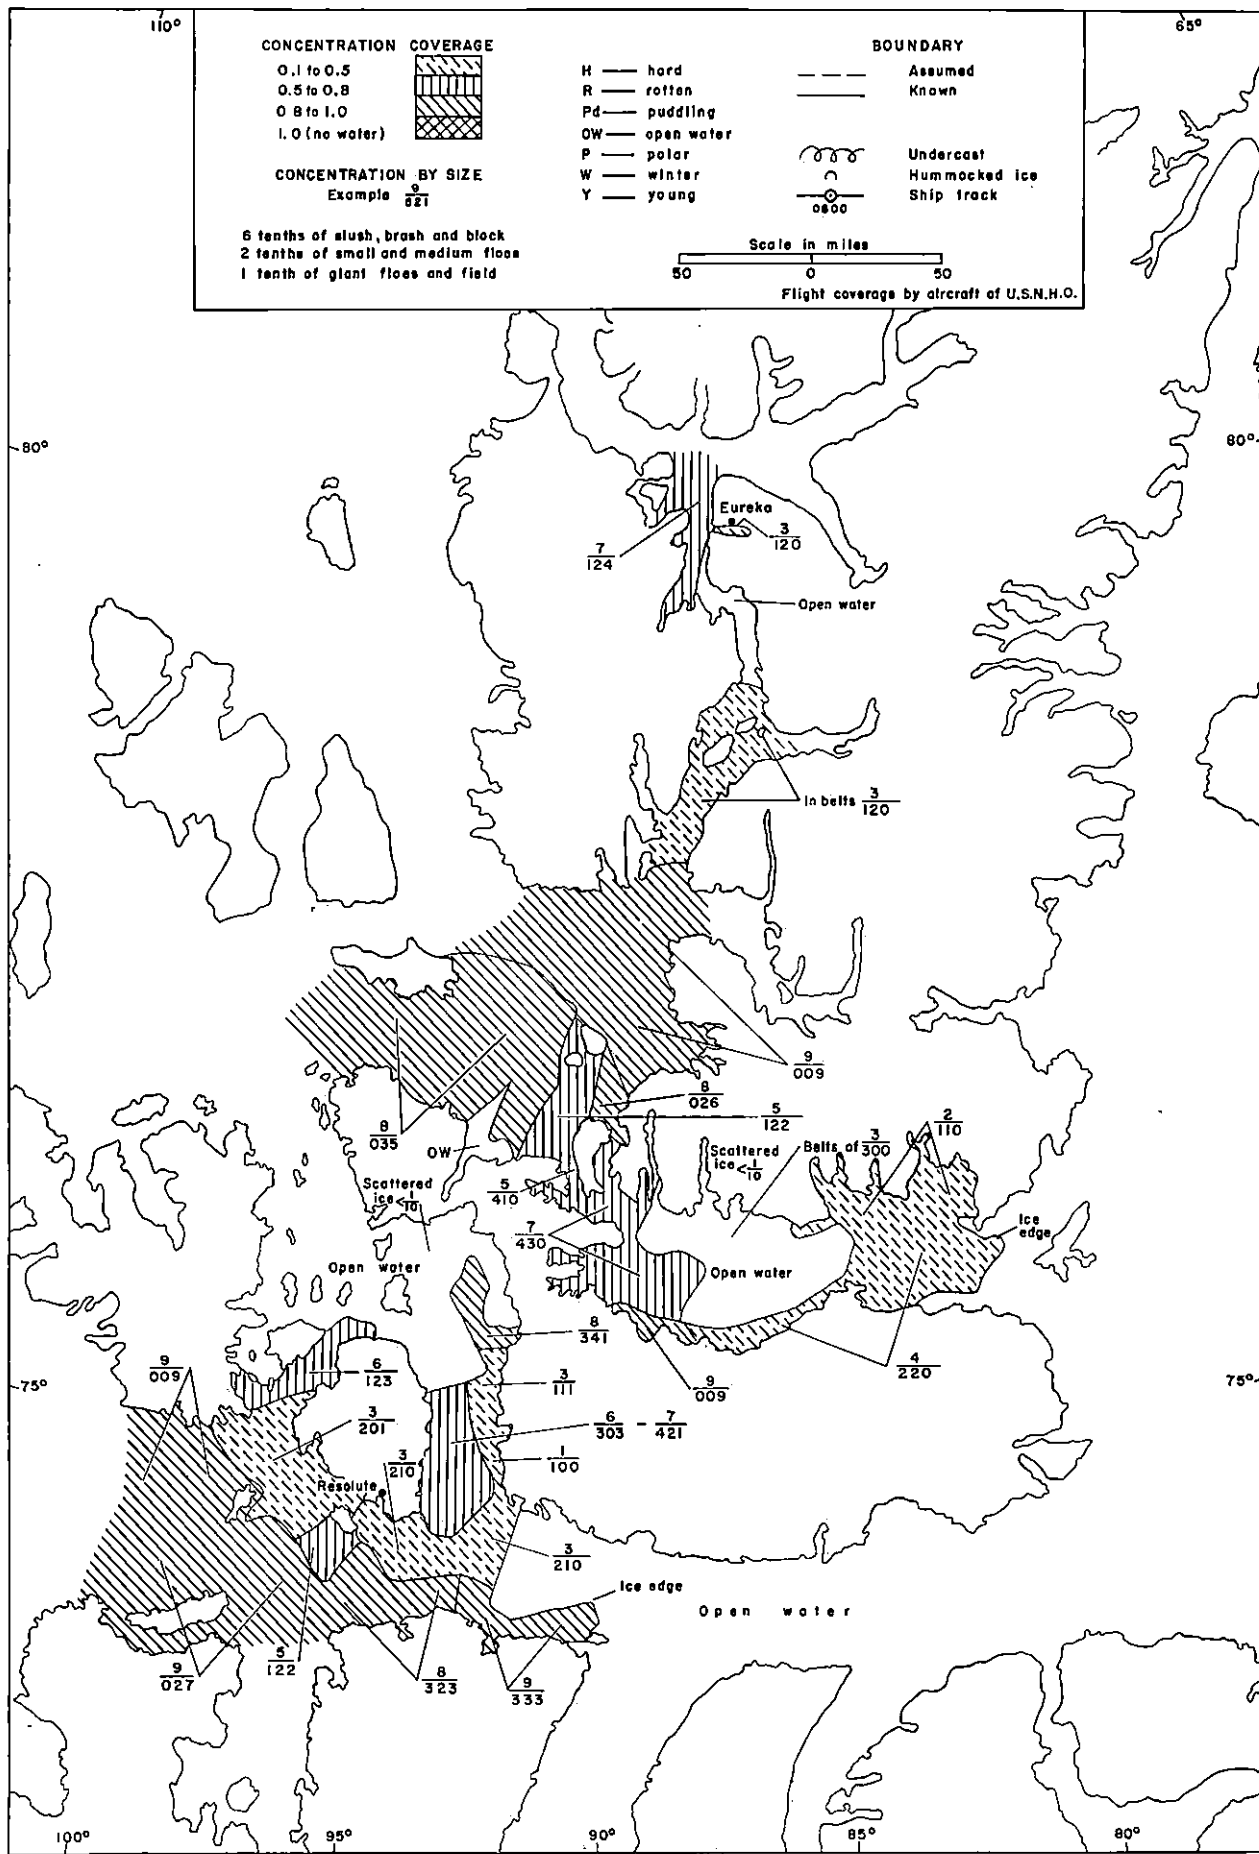 110°
65°
CONCENTRATION COVERAGE
0.1 to 0.5
0.5 to 0.8
0 8 to 1.0
1.0 (no water)
CONCENTRATION BY SIZE
Example 9/621
6 tenths of slush, brash and block
2 tenths of small and medium floes
1 tenth of giant floes and field
H — hard
R — rotten
Pd — puddling
OW — open water
P — polar
W — winter
Y — young
BOUNDARY
Assumed
Known
Undercast
Hummocked ice
Ship track
0800
Scale in miles
50 0 50
Flight coverage by aircraft of U.S.N.H.O.
80°
80°
Eureka
3/120
7/124
Open water
In belts 3/120
9/009
8/026
5/122
8/035
OW
Scattered ice <1/10
Belts of 3/300
2/110
Scattered ice <1/10
5/410
7/430
Ice edge
Open water
Open water
8/341
9/009
6/123
3/111
9/009
4/220
75°
75°
3/201
6/303 - 7/421
3/210
1/100
Resolute
3/210
Ice edge
Open water
9/027
5/122
8/323
9/333
100°
95°
90°
85°
80°